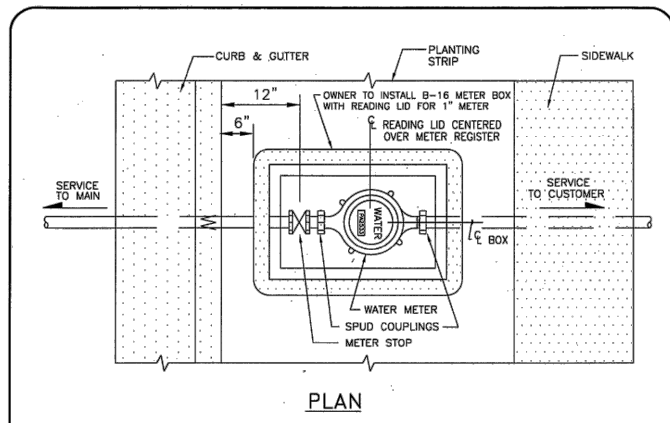 CURB & GUTTER
PLANTING
STRIP
SIDEWALK
12"
OWNER TO INSTALL B-16 METER BOX
WITH READING LID FOR 1" METER
6"
℄ READING LID CENTERED
OVER METER REGISTER
SERVICE
TO MAIN
SERVICE
TO CUSTOMER
WATER
℄ BOX
WATER METER
SPUD COUPLINGS
METER STOP
PLAN